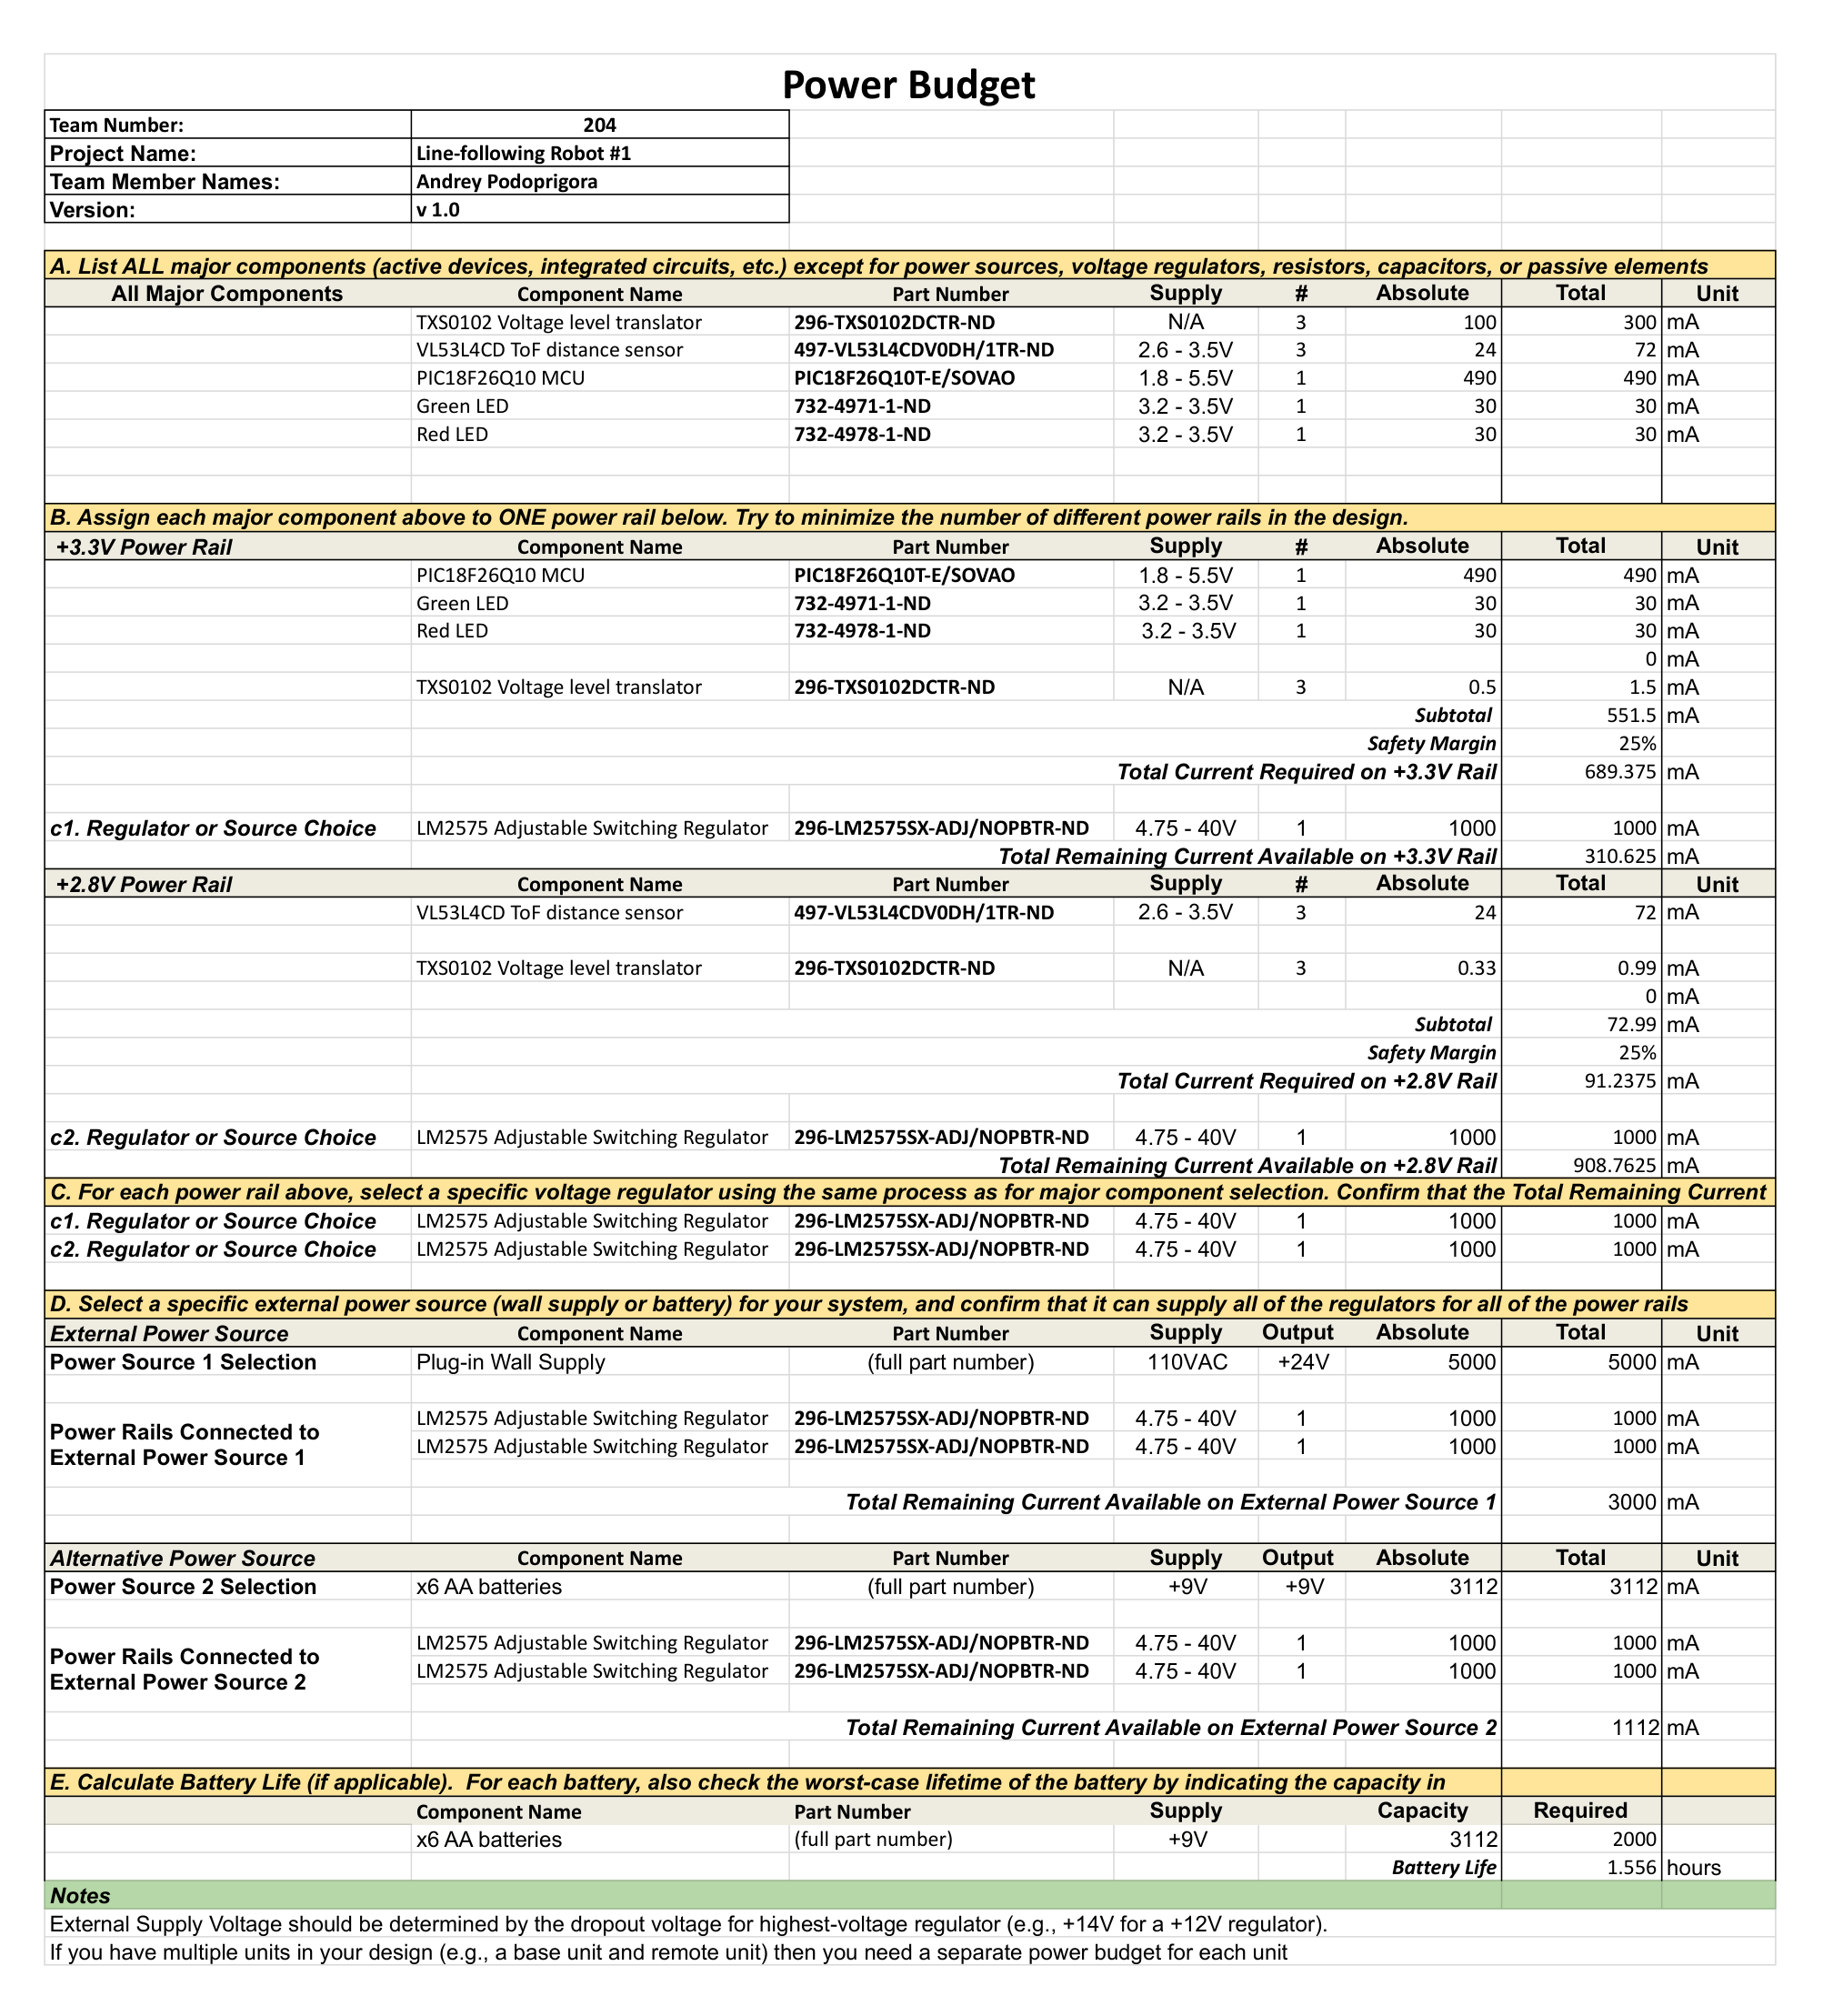 Power Budget
Team Number: 204
Project Name: Line-following Robot #1
Team Member Names: Andrey Podoprigora
Version: v 1.0
A. List ALL major components (active devices, integrated circuits, etc.) except for power sources, voltage regulators, resistors, capacitors, or passive elements
All Major Components Component Name Part Number Supply # Absolute Total Unit
TXS0102 Voltage level translator 296-TXS0102DCTR-ND N/A 3 100 300 mA
VL53L4CD ToF distance sensor 497-VL53L4CDV0DH/1TR-ND 2.6 - 3.5V 3 24 72 mA
PIC18F26Q10 MCU PIC18F26Q10T-E/SOVAO 1.8 - 5.5V 1 490 490 mA
Green LED 732-4971-1-ND 3.2 - 3.5V 1 30 30 mA
Red LED 732-4978-1-ND 3.2 - 3.5V 1 30 30 mA
B. Assign each major component above to ONE power rail below. Try to minimize the number of different power rails in the design.
+3.3V Power Rail Component Name Part Number Supply # Absolute Total Unit
PIC18F26Q10 MCU PIC18F26Q10T-E/SOVAO 1.8 - 5.5V 1 490 490 mA
Green LED 732-4971-1-ND 3.2 - 3.5V 1 30 30 mA
Red LED 732-4978-1-ND 3.2 - 3.5V 1 30 30 mA
0 mA
TXS0102 Voltage level translator 296-TXS0102DCTR-ND N/A 3 0.5 1.5 mA
Subtotal 551.5 mA
Safety Margin 25%
Total Current Required on +3.3V Rail 689.375 mA
c1. Regulator or Source Choice LM2575 Adjustable Switching Regulator 296-LM2575SX-ADJ/NOPBTR-ND 4.75 - 40V 1 1000 1000 mA
Total Remaining Current Available on +3.3V Rail 310.625 mA
+2.8V Power Rail Component Name Part Number Supply # Absolute Total Unit
VL53L4CD ToF distance sensor 497-VL53L4CDV0DH/1TR-ND 2.6 - 3.5V 3 24 72 mA
TXS0102 Voltage level translator 296-TXS0102DCTR-ND N/A 3 0.33 0.99 mA
0 mA
Subtotal 72.99 mA
Safety Margin 25%
Total Current Required on +2.8V Rail 91.2375 mA
c2. Regulator or Source Choice LM2575 Adjustable Switching Regulator 296-LM2575SX-ADJ/NOPBTR-ND 4.75 - 40V 1 1000 1000 mA
Total Remaining Current Available on +2.8V Rail 908.7625 mA
C. For each power rail above, select a specific voltage regulator using the same process as for major component selection. Confirm that the Total Remaining Current
c1. Regulator or Source Choice LM2575 Adjustable Switching Regulator 296-LM2575SX-ADJ/NOPBTR-ND 4.75 - 40V 1 1000 1000 mA
c2. Regulator or Source Choice LM2575 Adjustable Switching Regulator 296-LM2575SX-ADJ/NOPBTR-ND 4.75 - 40V 1 1000 1000 mA
D. Select a specific external power source (wall supply or battery) for your system, and confirm that it can supply all of the regulators for all of the power rails
External Power Source Component Name Part Number Supply Output Absolute Total Unit
Power Source 1 Selection Plug-in Wall Supply (full part number) 110VAC +24V 5000 5000 mA
Power Rails Connected to External Power Source 1
LM2575 Adjustable Switching Regulator 296-LM2575SX-ADJ/NOPBTR-ND 4.75 - 40V 1 1000 1000 mA
LM2575 Adjustable Switching Regulator 296-LM2575SX-ADJ/NOPBTR-ND 4.75 - 40V 1 1000 1000 mA
Total Remaining Current Available on External Power Source 1 3000 mA
Alternative Power Source Component Name Part Number Supply Output Absolute Total Unit
Power Source 2 Selection x6 AA batteries (full part number) +9V +9V 3112 3112 mA
Power Rails Connected to External Power Source 2
LM2575 Adjustable Switching Regulator 296-LM2575SX-ADJ/NOPBTR-ND 4.75 - 40V 1 1000 1000 mA
LM2575 Adjustable Switching Regulator 296-LM2575SX-ADJ/NOPBTR-ND 4.75 - 40V 1 1000 1000 mA
Total Remaining Current Available on External Power Source 2 1112 mA
E. Calculate Battery Life (if applicable). For each battery, also check the worst-case lifetime of the battery by indicating the capacity in
Component Name Part Number Supply Capacity Required
x6 AA batteries (full part number) +9V 3112 2000
Battery Life 1.556 hours
Notes
External Supply Voltage should be determined by the dropout voltage for highest-voltage regulator (e.g., +14V for a +12V regulator).
If you have multiple units in your design (e.g., a base unit and remote unit) then you need a separate power budget for each unit